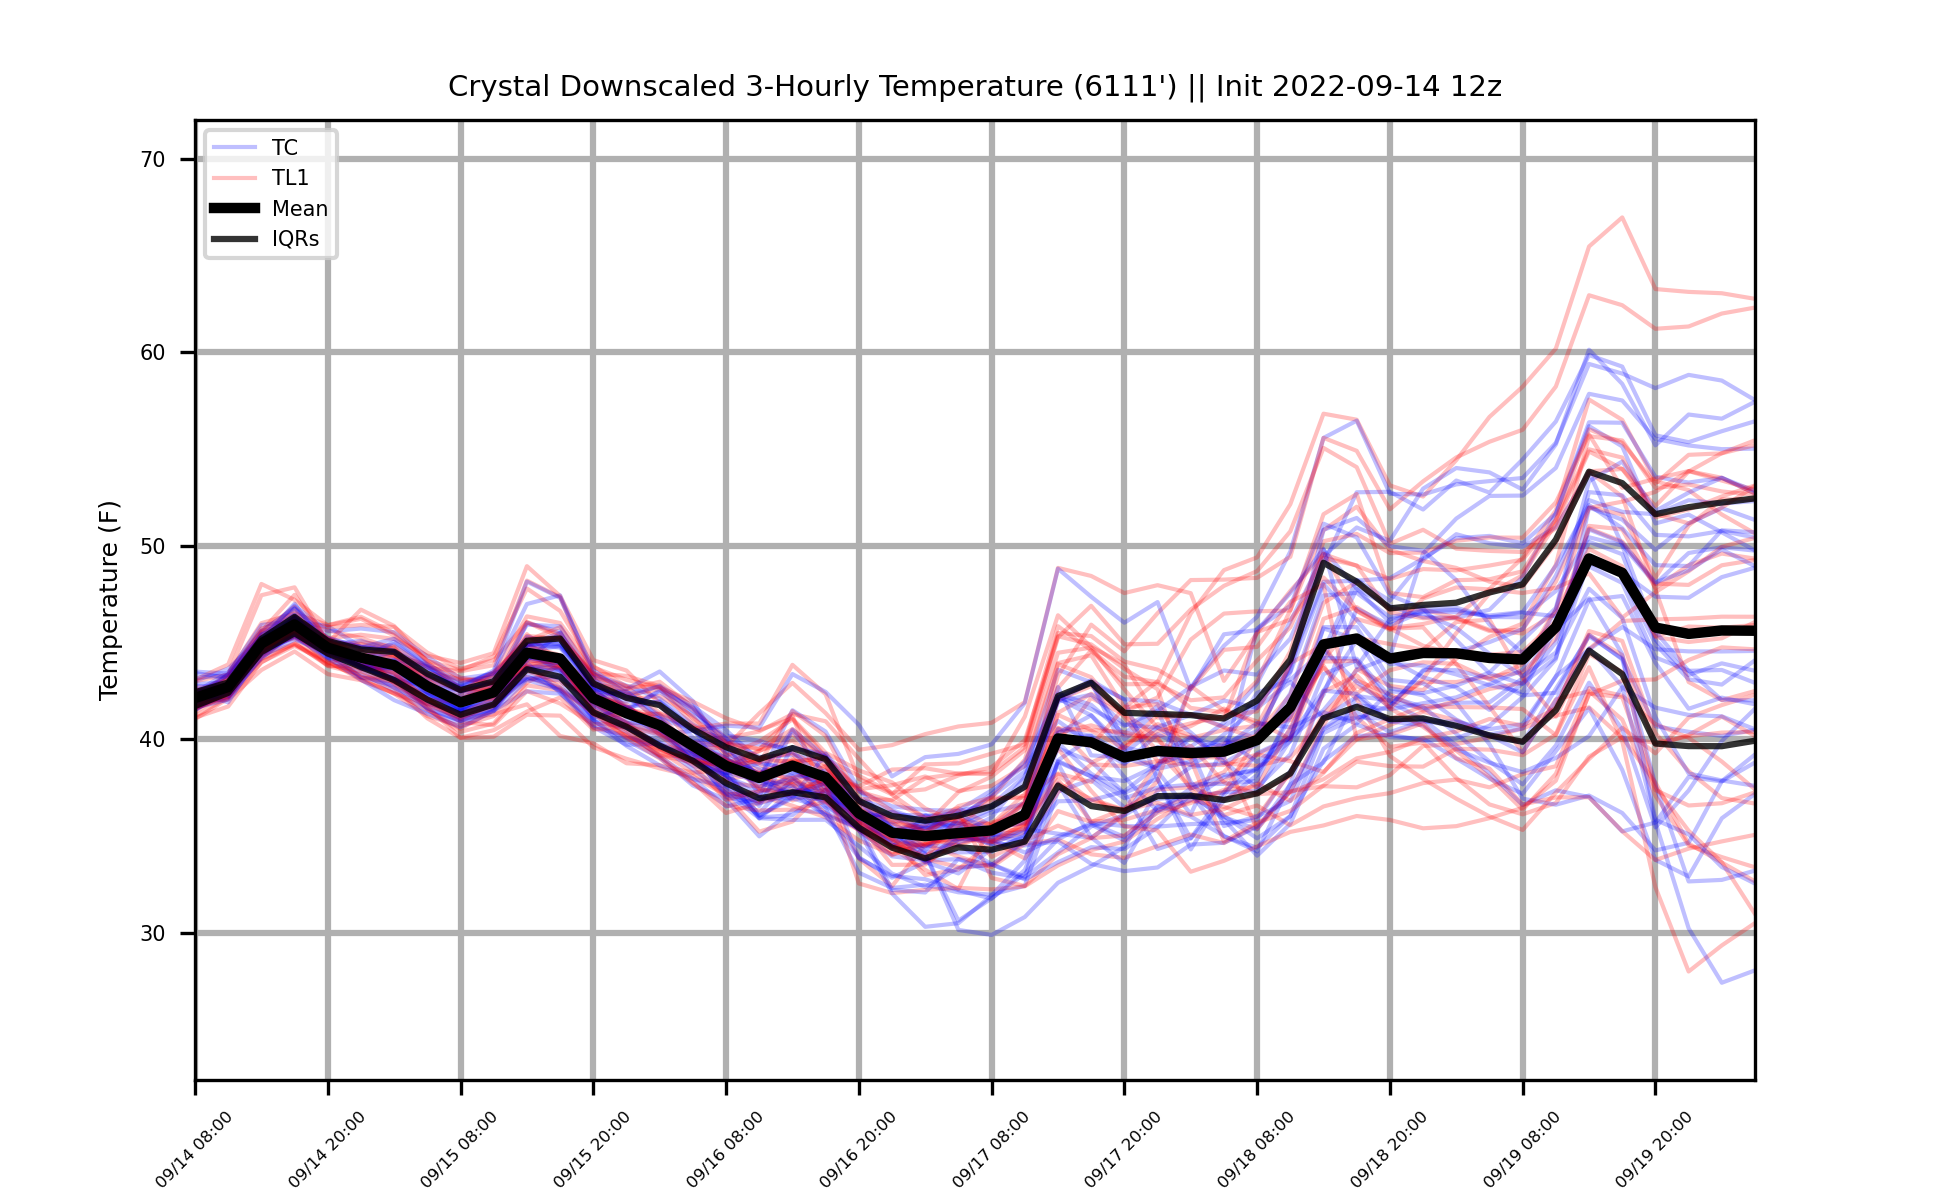 Crystal Downscaled 3-Hourly Temperature (6111') || Init 2022-09-14 12z
TC
TL1
Mean
IQRs
Temperature (F)
70
60
50
40
30
09/14 08:00
09/14 20:00
09/15 08:00
09/15 20:00
09/16 08:00
09/16 20:00
09/17 08:00
09/17 20:00
09/18 08:00
09/18 20:00
09/19 08:00
09/19 20:00